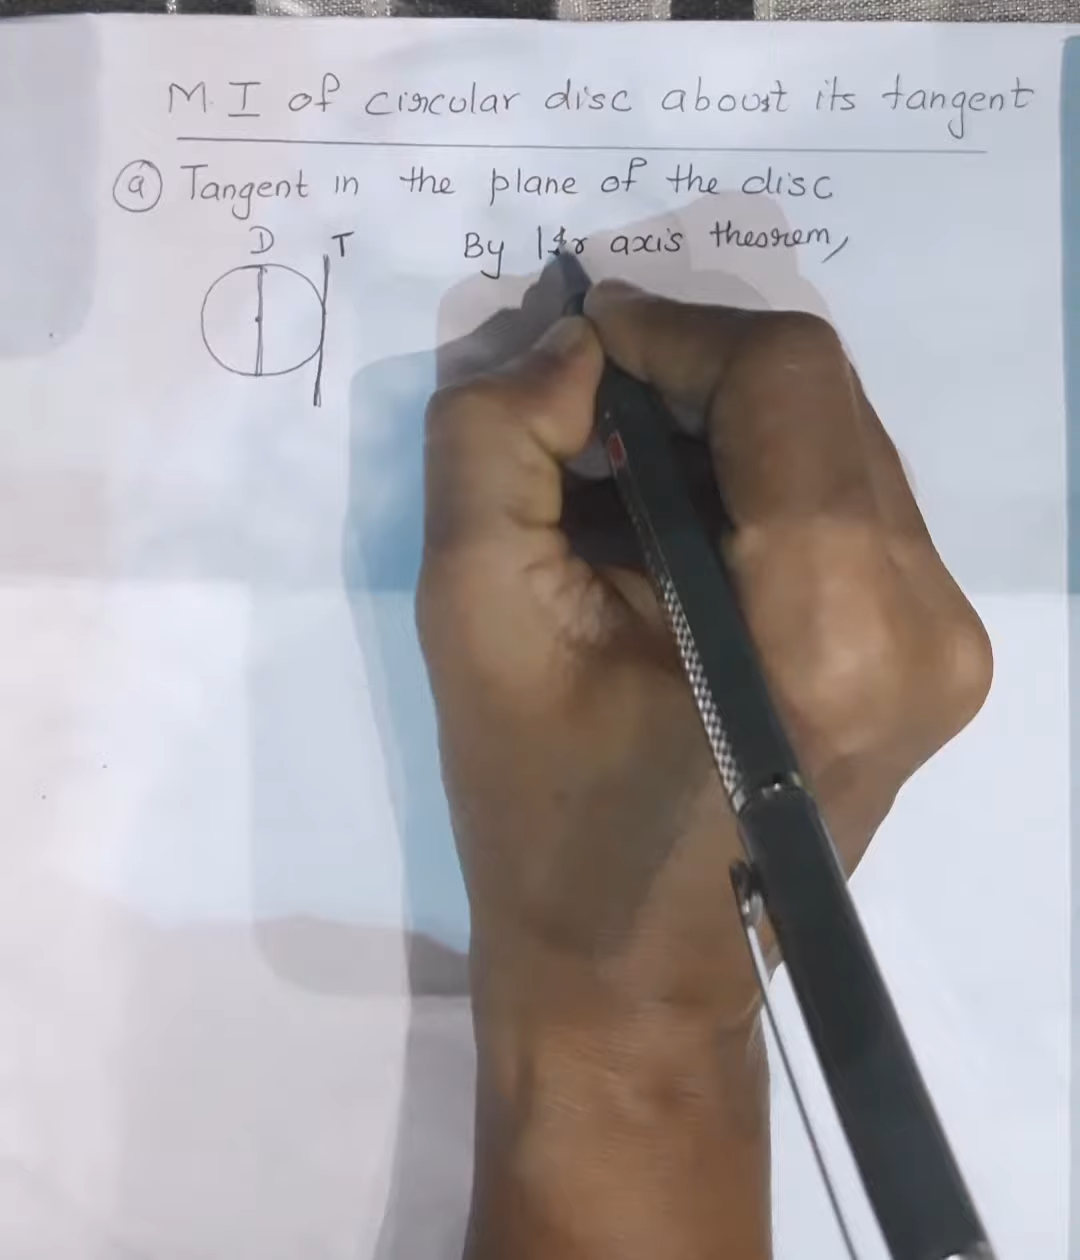 M.I of circular disc about its tangent
(a) Tangent in the plane of the disc
D T
By axis theorem,